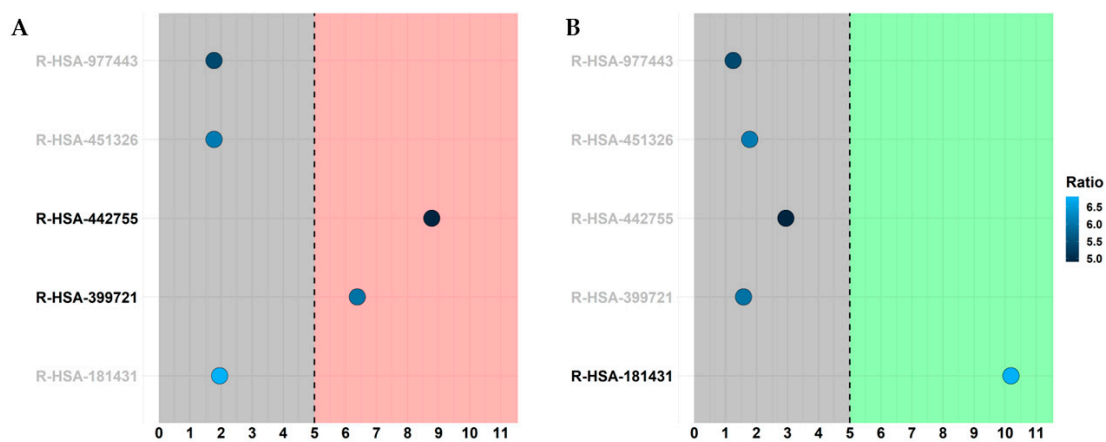 A
R-HSA-977443
R-HSA-451326
R-HSA-442755
R-HSA-399721
R-HSA-181431
0 1 2 3 4 5 6 7 8 9 10 11
B
R-HSA-977443
R-HSA-451326
R-HSA-442755
R-HSA-399721
R-HSA-181431
0 1 2 3 4 5 6 7 8 9 10 11
Ratio
6.5
6.0
5.5
5.0